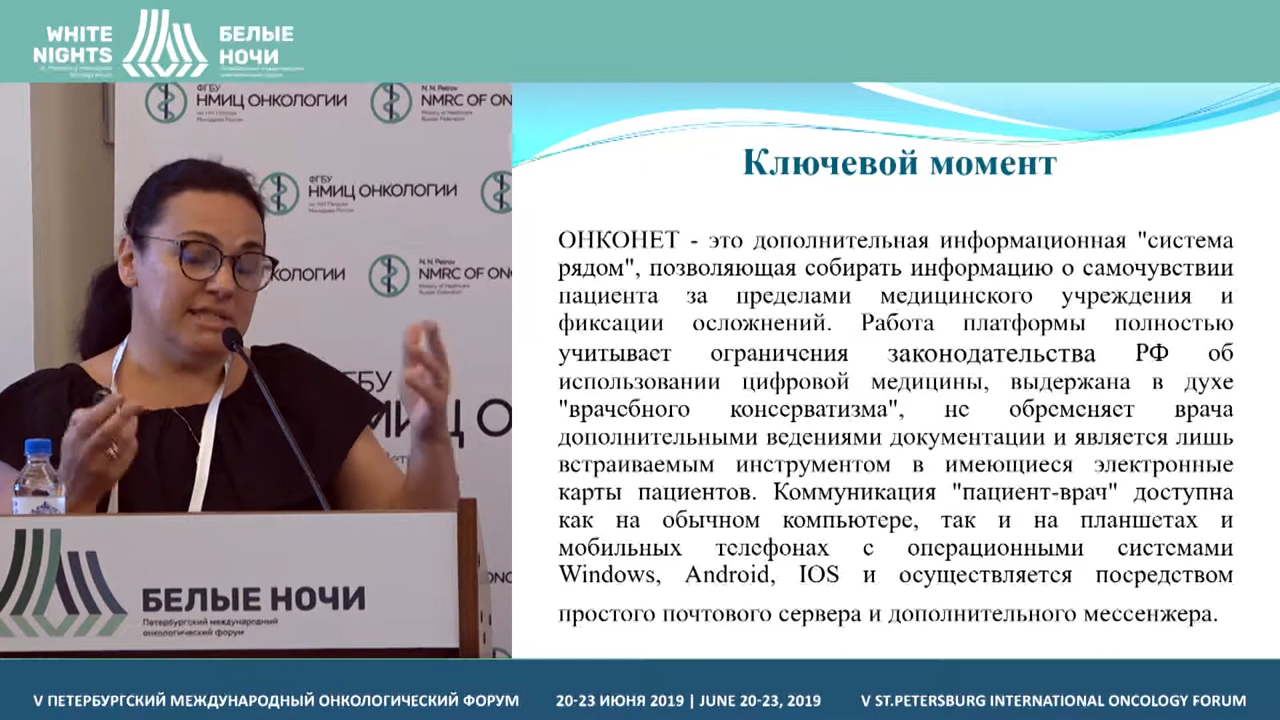 WHITE
NIGHTS
БЕЛЫЕ
НОЧИ
ФГБУ
НМИЦ ОНКОЛОГИИ
N. N. Petrov
NMRC OF ON
ФГБУ
НМИЦ ОНКОЛОГИИ
КОЛОГИИ
N. N. Petrov
NMRC OF ON
ФГБУ
МИЦ О
БЕЛЫЕ НОЧИ
Петербургский международный
онкологический форум
Ключевой момент
ОНКОНЕТ - это дополнительная информационная "система
рядом", позволяющая собирать информацию о самочувствии
пациента за пределами медицинского учреждения и
фиксации осложнений. Работа платформы полностью
учитывает ограничения законодательства РФ об
использовании цифровой медицины, выдержана в духе
"врачебного консерватизма", не обременяет врача
дополнительными ведениями документации и является лишь
встраиваемым инструментом в имеющиеся электронные
карты пациентов. Коммуникация "пациент-врач" доступна
как на обычном компьютере, так и на планшетах и
мобильных телефонах с операционными системами
Windows, Android, IOS и осуществляется посредством
простого почтового сервера и дополнительного мессенжера.
V ПЕТЕРБУРГСКИЙ МЕЖДУНАРОДНЫЙ ОНКОЛОГИЧЕСКИЙ ФОРУМ
20-23 ИЮНЯ 2019 | JUNE 20-23, 2019
V ST.PETERSBURG INTERNATIONAL ONCOLOGY FORUM